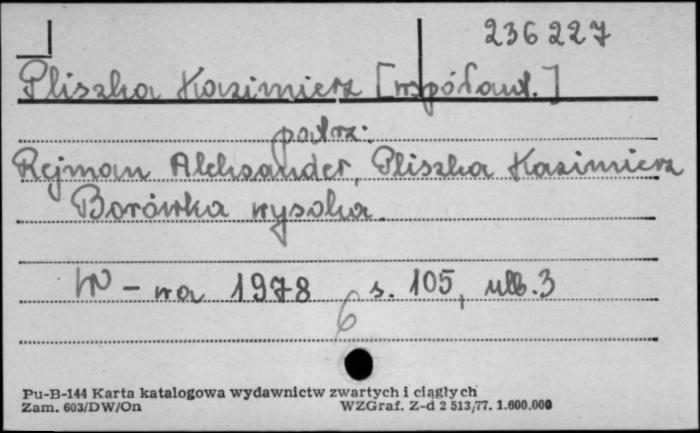 236227
Pliszka Kazimierz [współaut.]
patrz:
Rejman Aleksander, Pliszka Kazimierz
Borówka wysoka.
W-wa 1978 s. 105, nlb. 3
6
Pu-B-144 Karta katalogowa wydawnictw zwartych i ciągłych
Zam. 603/DW/On WZGraf. Z-d 2 513/77. 1.600.000